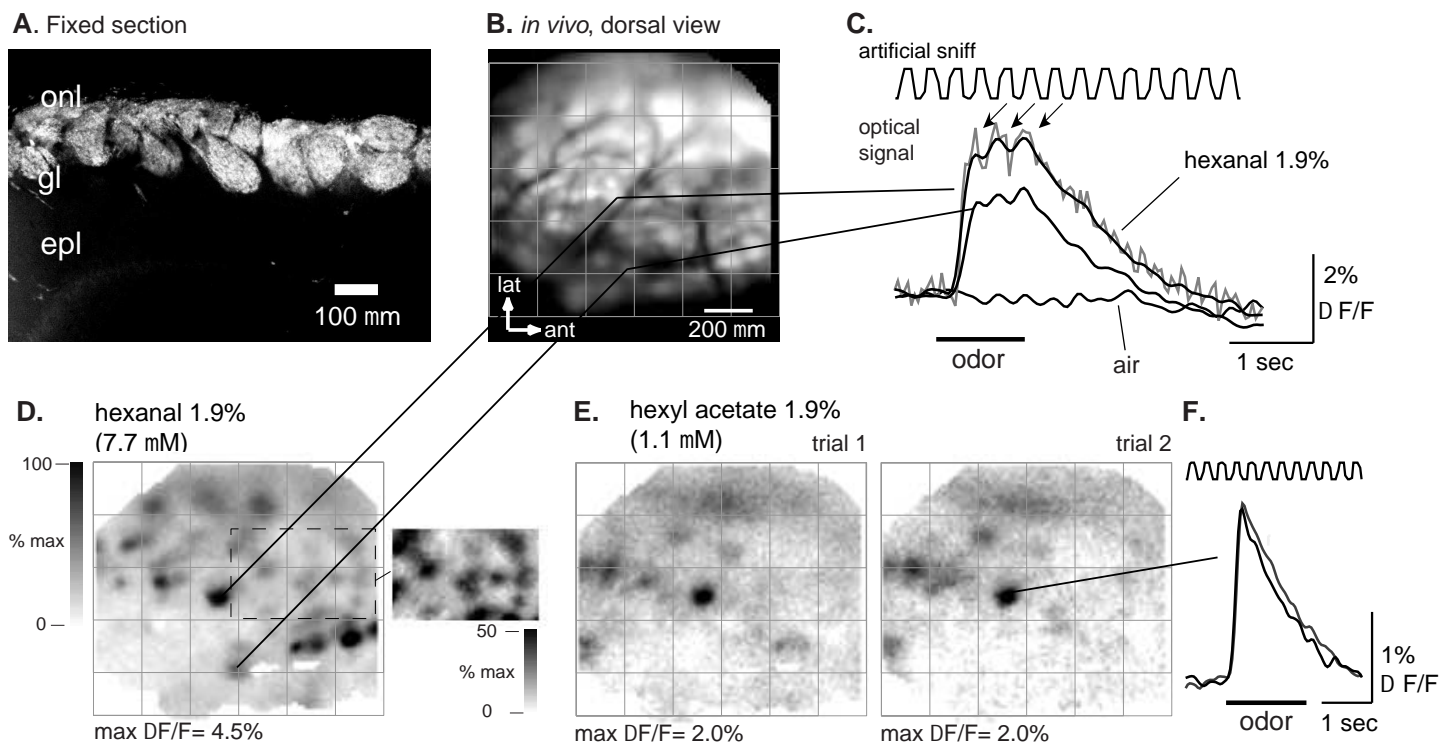 A. Fixed section
onl
gl
epl
100 mm
B. in vivo, dorsal view
lat
ant
200 mm
C.
artificial sniff
optical
signal
hexanal 1.9%
2%
D F/F
odor
air
1 sec
D.
hexanal 1.9%
(7.7 mM)
100
% max
0
50
% max
0
max DF/F= 4.5%
E.
hexyl acetate 1.9%
(1.1 mM)
trial 1
trial 2
max DF/F= 2.0%
max DF/F= 2.0%
F.
1%
D F/F
odor
1 sec